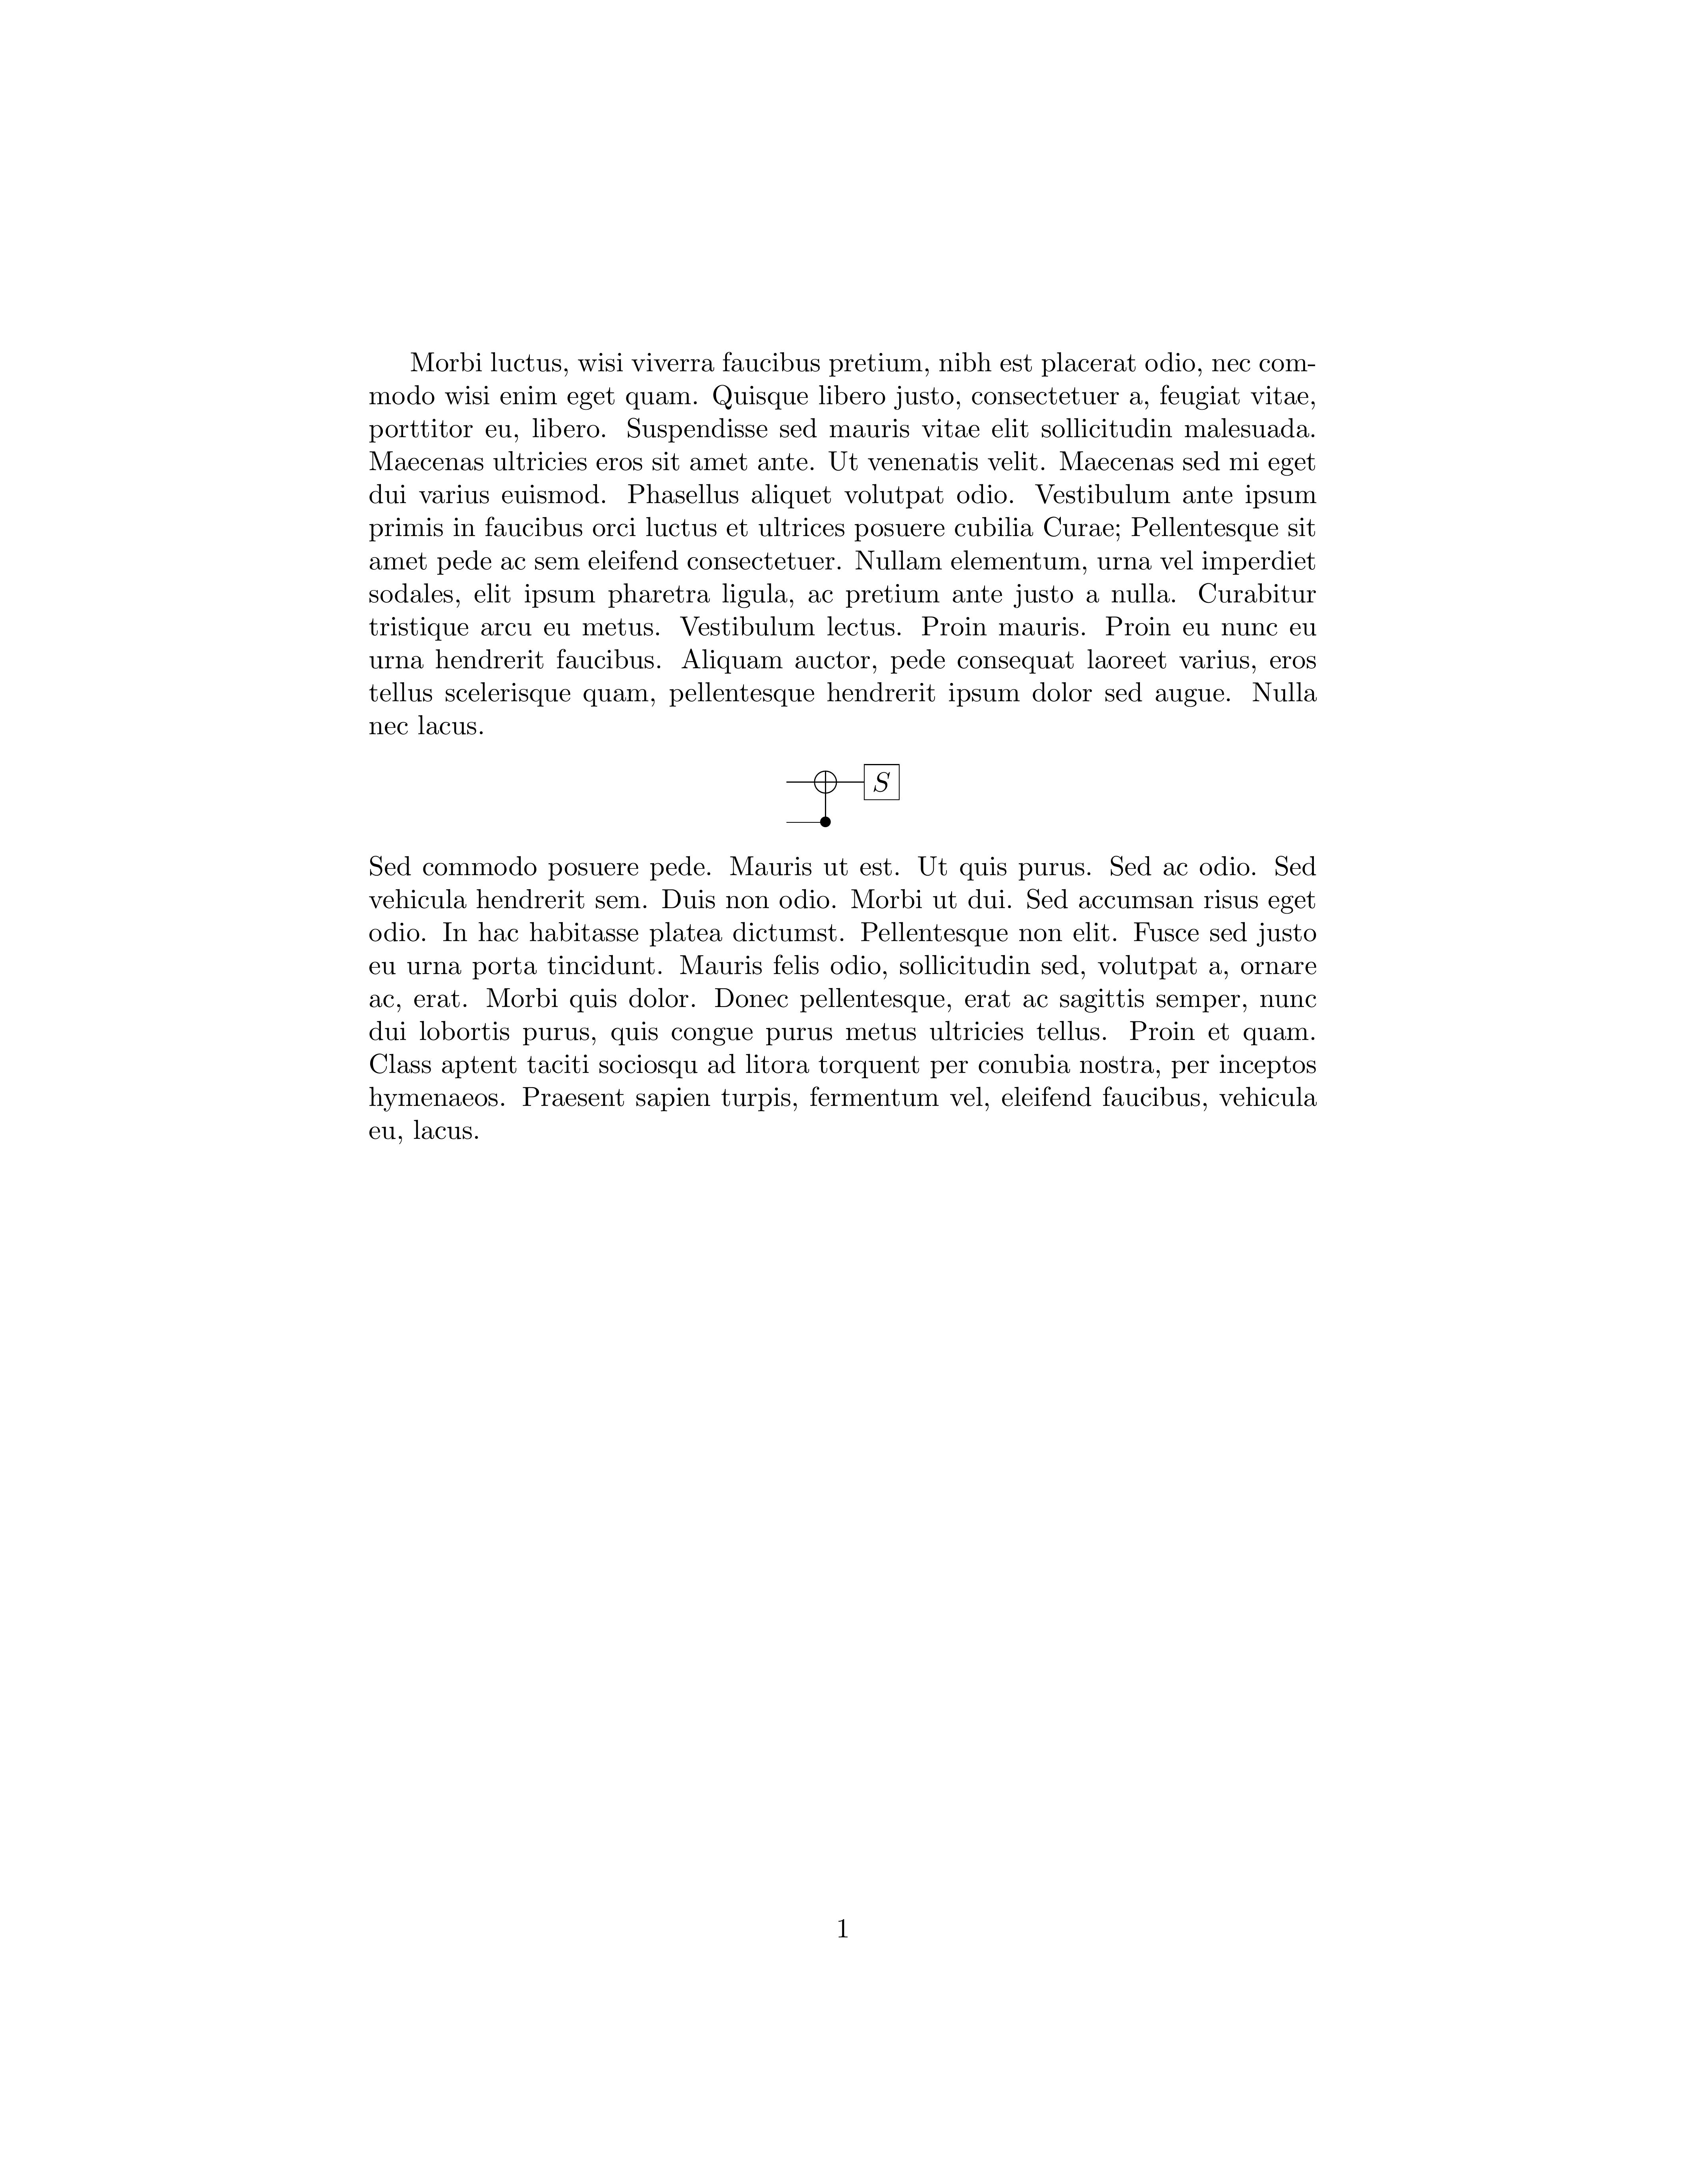 Morbi luctus, wisi viverra faucibus pretium, nibh est placerat odio, nec com-
modo wisi enim eget quam. Quisque libero justo, consectetuer a, feugiat vitae,
porttitor eu, libero. Suspendisse sed mauris vitae elit sollicitudin malesuada.
Maecenas ultricies eros sit amet ante. Ut venenatis velit. Maecenas sed mi eget
dui varius euismod. Phasellus aliquet volutpat odio. Vestibulum ante ipsum
primis in faucibus orci luctus et ultrices posuere cubilia Curae; Pellentesque sit
amet pede ac sem eleifend consectetuer. Nullam elementum, urna vel imperdiet
sodales, elit ipsum pharetra ligula, ac pretium ante justo a nulla. Curabitur
tristique arcu eu metus. Vestibulum lectus. Proin mauris. Proin eu nunc eu
urna hendrerit faucibus. Aliquam auctor, pede consequat laoreet varius, eros
tellus scelerisque quam, pellentesque hendrerit ipsum dolor sed augue. Nulla
nec lacus.
S
Sed commodo posuere pede. Mauris ut est. Ut quis purus. Sed ac odio. Sed
vehicula hendrerit sem. Duis non odio. Morbi ut dui. Sed accumsan risus eget
odio. In hac habitasse platea dictumst. Pellentesque non elit. Fusce sed justo
eu urna porta tincidunt. Mauris felis odio, sollicitudin sed, volutpat a, ornare
ac, erat. Morbi quis dolor. Donec pellentesque, erat ac sagittis semper, nunc
dui lobortis purus, quis congue purus metus ultricies tellus. Proin et quam.
Class aptent taciti sociosqu ad litora torquent per conubia nostra, per inceptos
hymenaeos. Praesent sapien turpis, fermentum vel, eleifend faucibus, vehicula
eu, lacus.
1